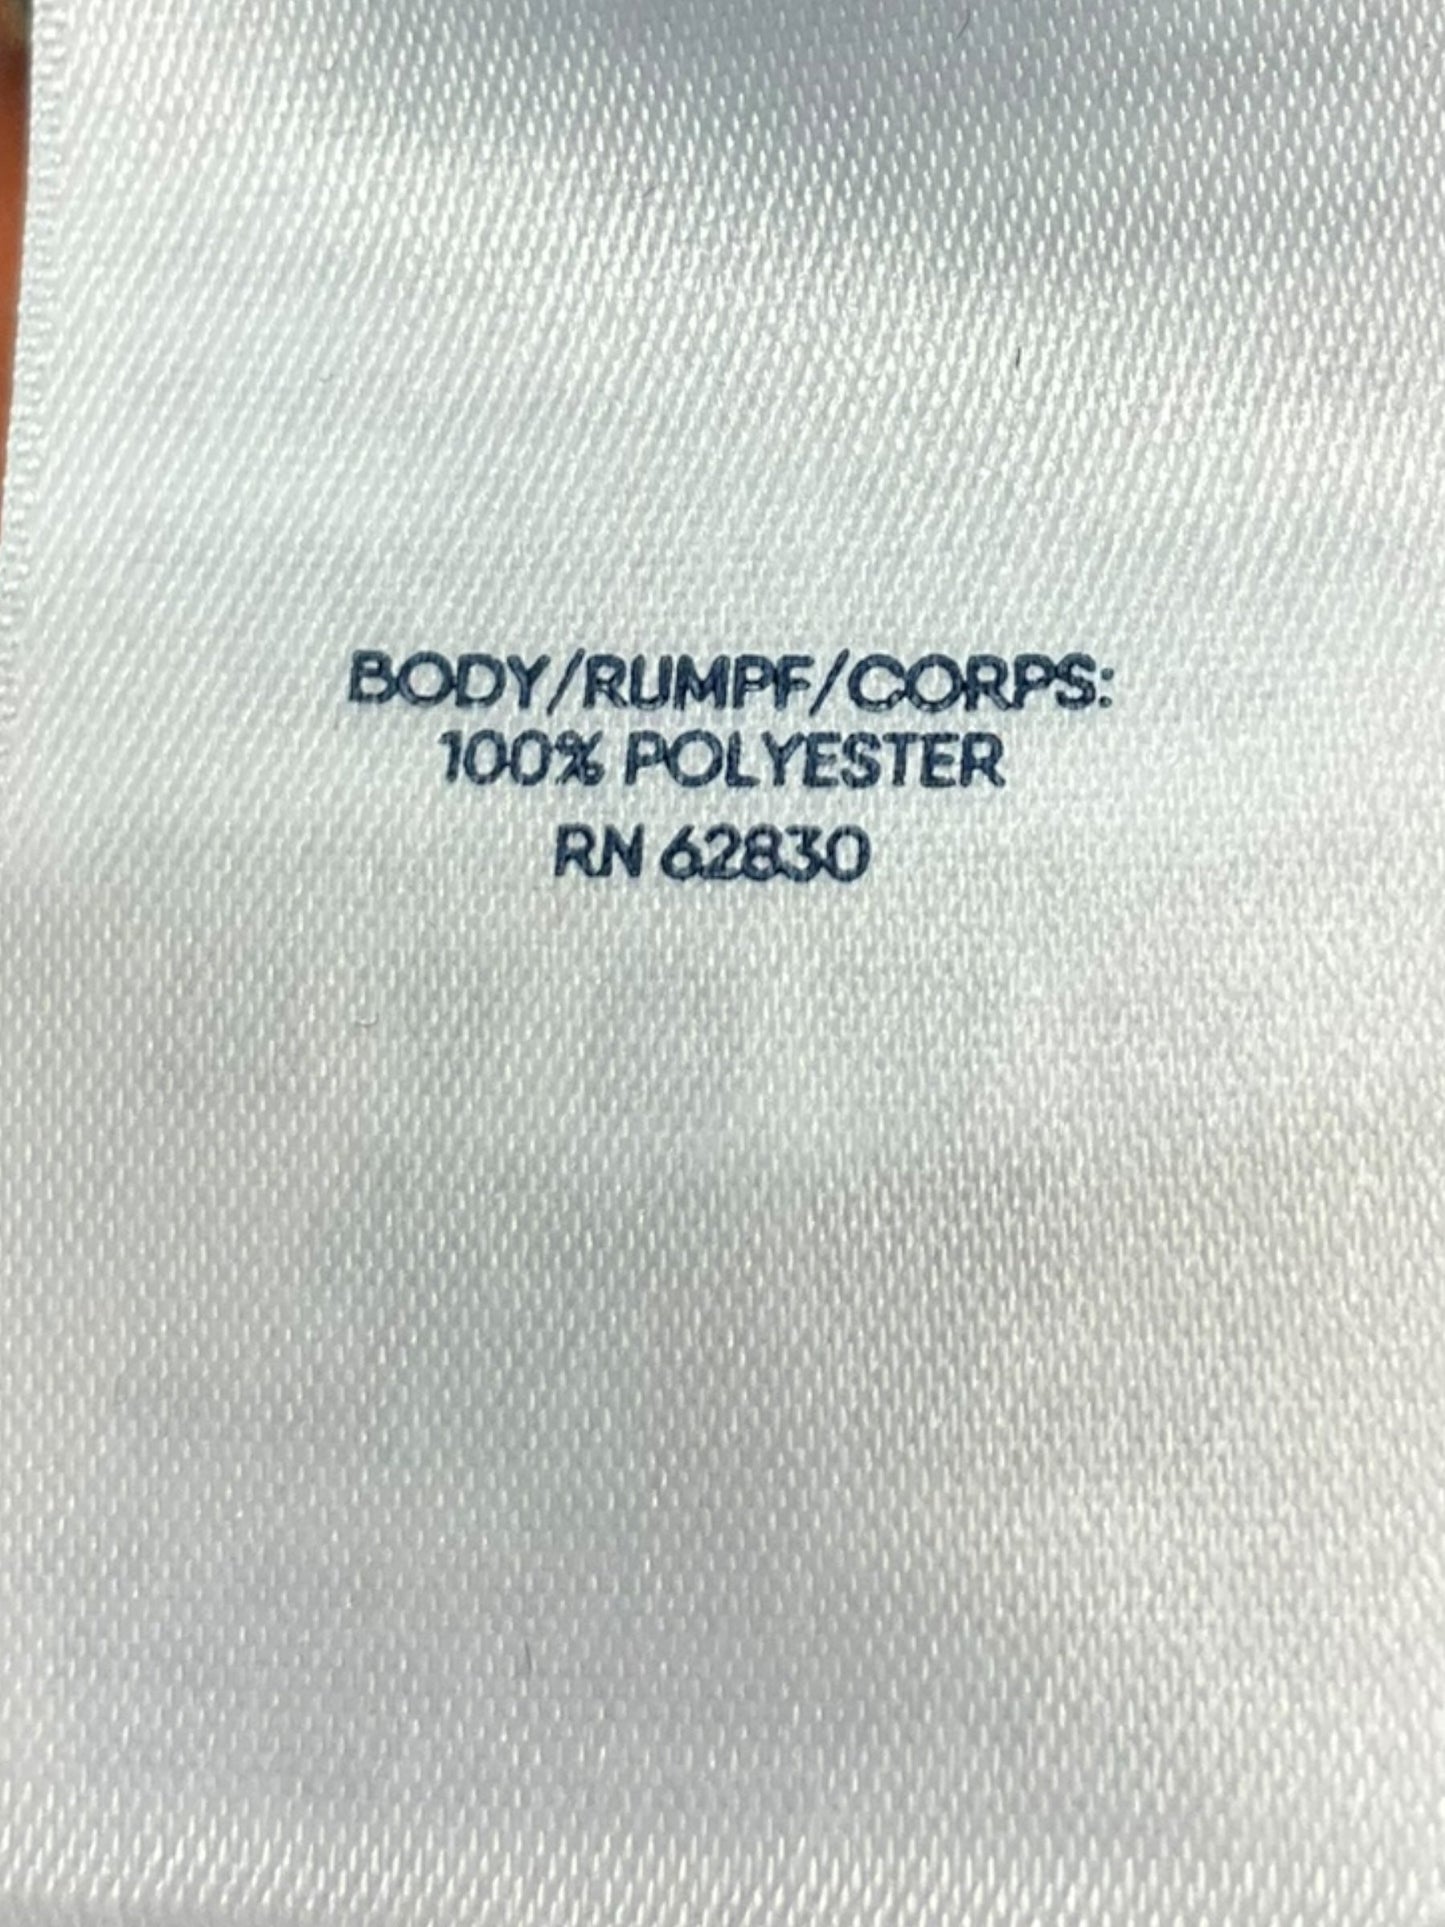 BODY/RUMPF/CORPS:
100% POLYESTER
RN 62830